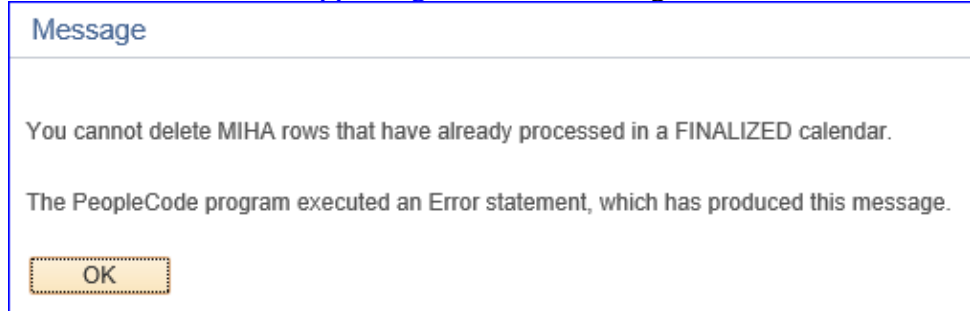 Message
You cannot delete MIHA rows that have already processed in a FINALIZED calendar.
The PeopleCode program executed an Error statement, which has produced this message.
OK